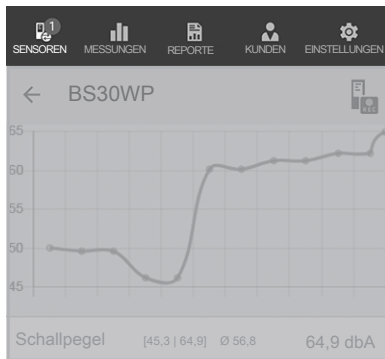 1
SENSOREN MESSUNGEN REPORTE KUNDEN EINSTELLUNGEN
BS30WP
REC
65
60
55
50
45
Schallpegel [45,3 | 64,9] Ø 56,8 64,9 dbA